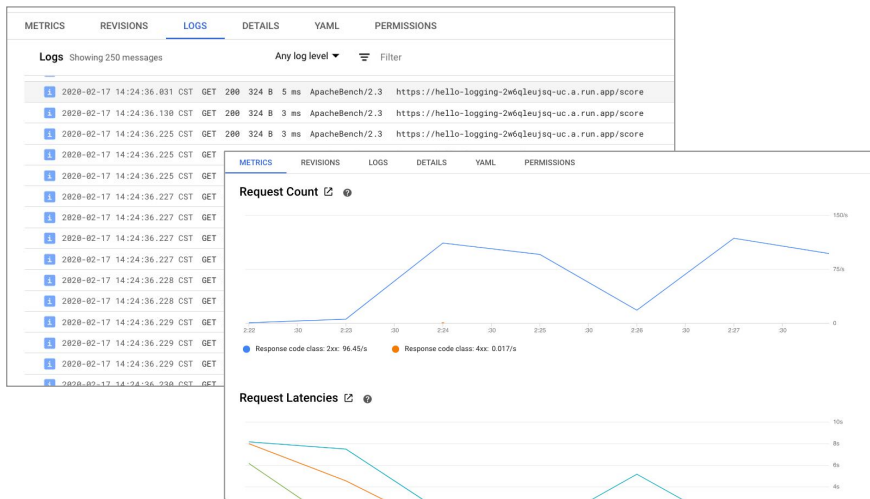 METRICS REVISIONS LOGS DETAILS YAML PERMISSIONS
Logs Showing 250 messages Any log level Filter
i 2020-02-17 14:24:36.031 CST GET 200 324 B 5 ms ApacheBench/2.3 https://hello-logging-2w6qleujsq-uc.a.run.app/score
i 2020-02-17 14:24:36.130 CST GET 200 324 B 3 ms ApacheBench/2.3 https://hello-logging-2w6qleujsq-uc.a.run.app/score
i 2020-02-17 14:24:36.225 CST GET 200 324 B 3 ms ApacheBench/2.3 https://hello-logging-2w6qleujsq-uc.a.run.app/score
i 2020-02-17 14:24:36.225 CST GET
i 2020-02-17 14:24:36.225 CST GET
i 2020-02-17 14:24:36.227 CST GET
i 2020-02-17 14:24:36.227 CST GET
i 2020-02-17 14:24:36.227 CST GET
i 2020-02-17 14:24:36.227 CST GET
i 2020-02-17 14:24:36.228 CST GET
i 2020-02-17 14:24:36.228 CST GET
i 2020-02-17 14:24:36.229 CST GET
i 2020-02-17 14:24:36.229 CST GET
i 2020-02-17 14:24:36.229 CST GET
i 2020-02-17 14:24:36.230 CST GET
METRICS REVISIONS LOGS DETAILS YAML PERMISSIONS
Request Count ?
150/s
75/s
0
2:22 :30 2:23 :30 2:24 :30 2:25 :30 2:26 :30 2:27 :30
Response code class: 2xx: 96.45/s Response code class: 4xx: 0.017/s
Request Latencies ?
10s
8s
6s
4s